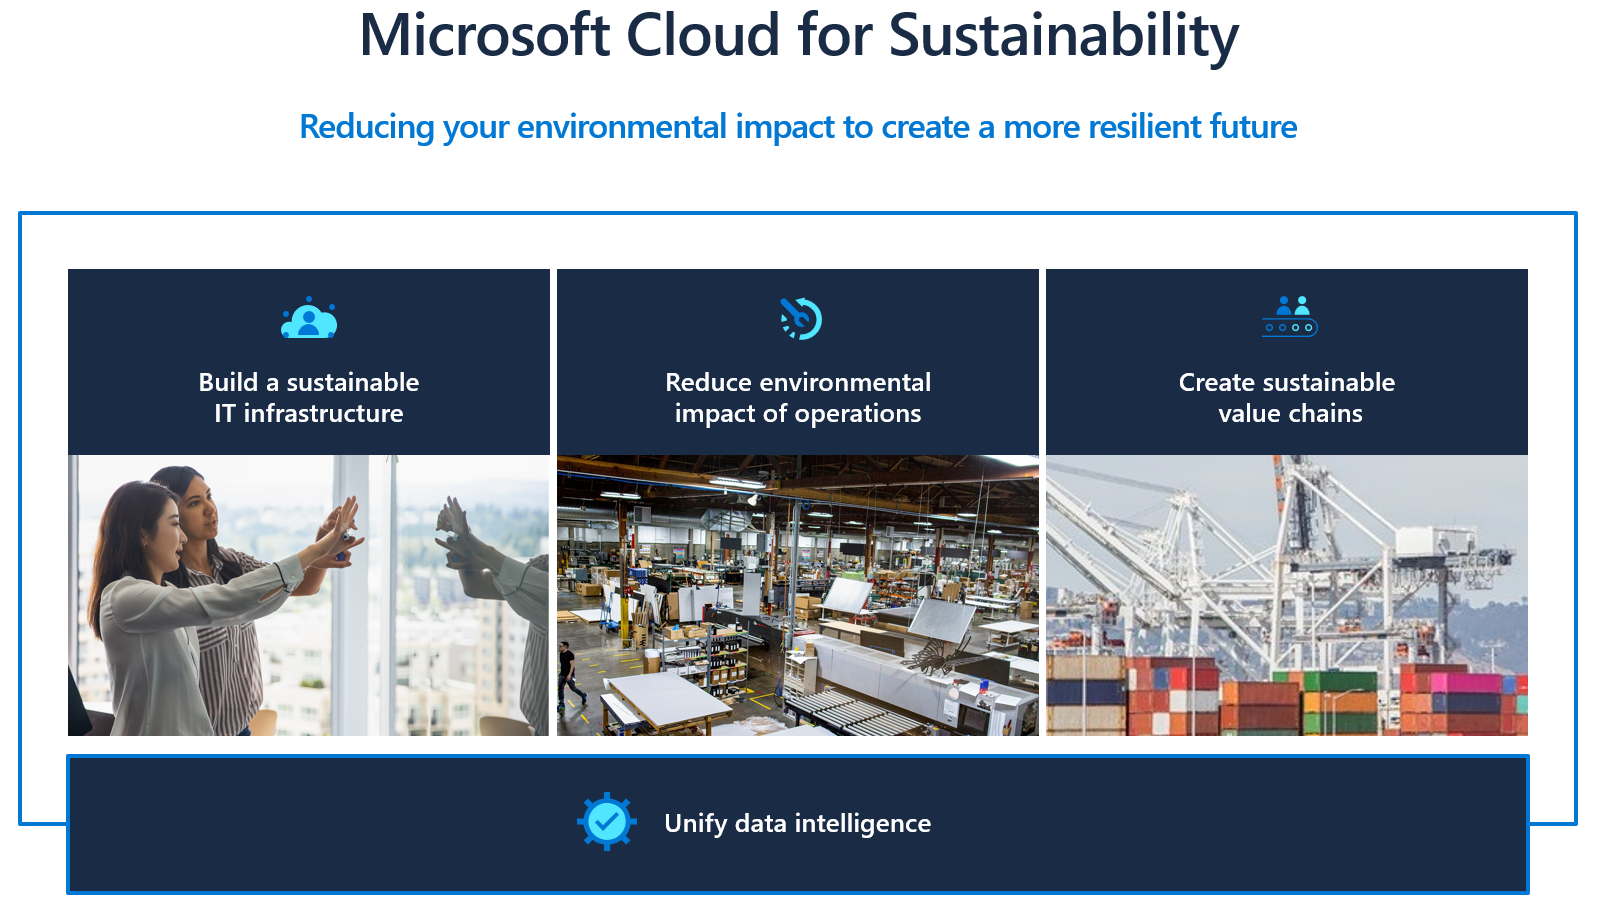 Microsoft Cloud for Sustainability
Reducing your environmental impact to create a more resilient future
Build a sustainable
IT infrastructure
Reduce environmental
impact of operations
Create sustainable
value chains
Unify data intelligence